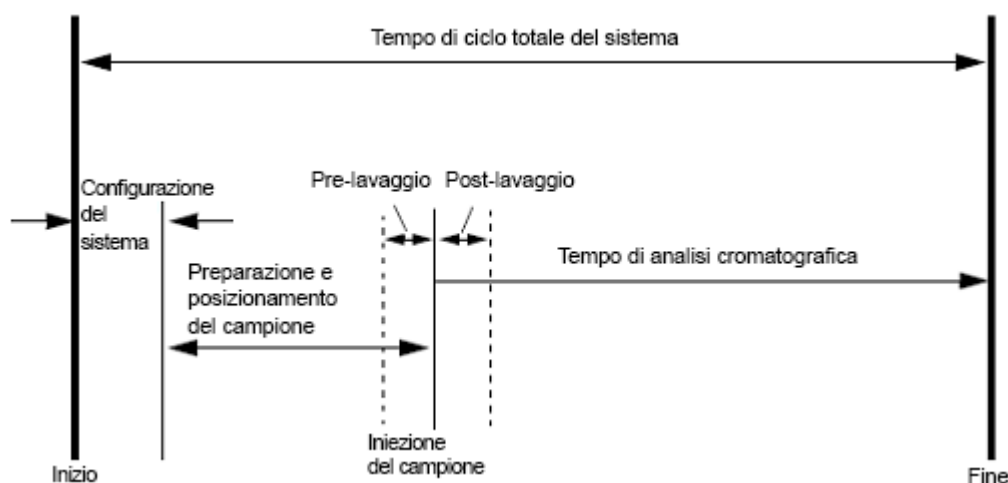 Tempo di ciclo totale del sistema
Configurazione
del
sistema
Pre-lavaggio
Post-lavaggio
Tempo di analisi cromatografica
Preparazione e
posizionamento
del campione
Iniezione
del campione
Inizio
Fine